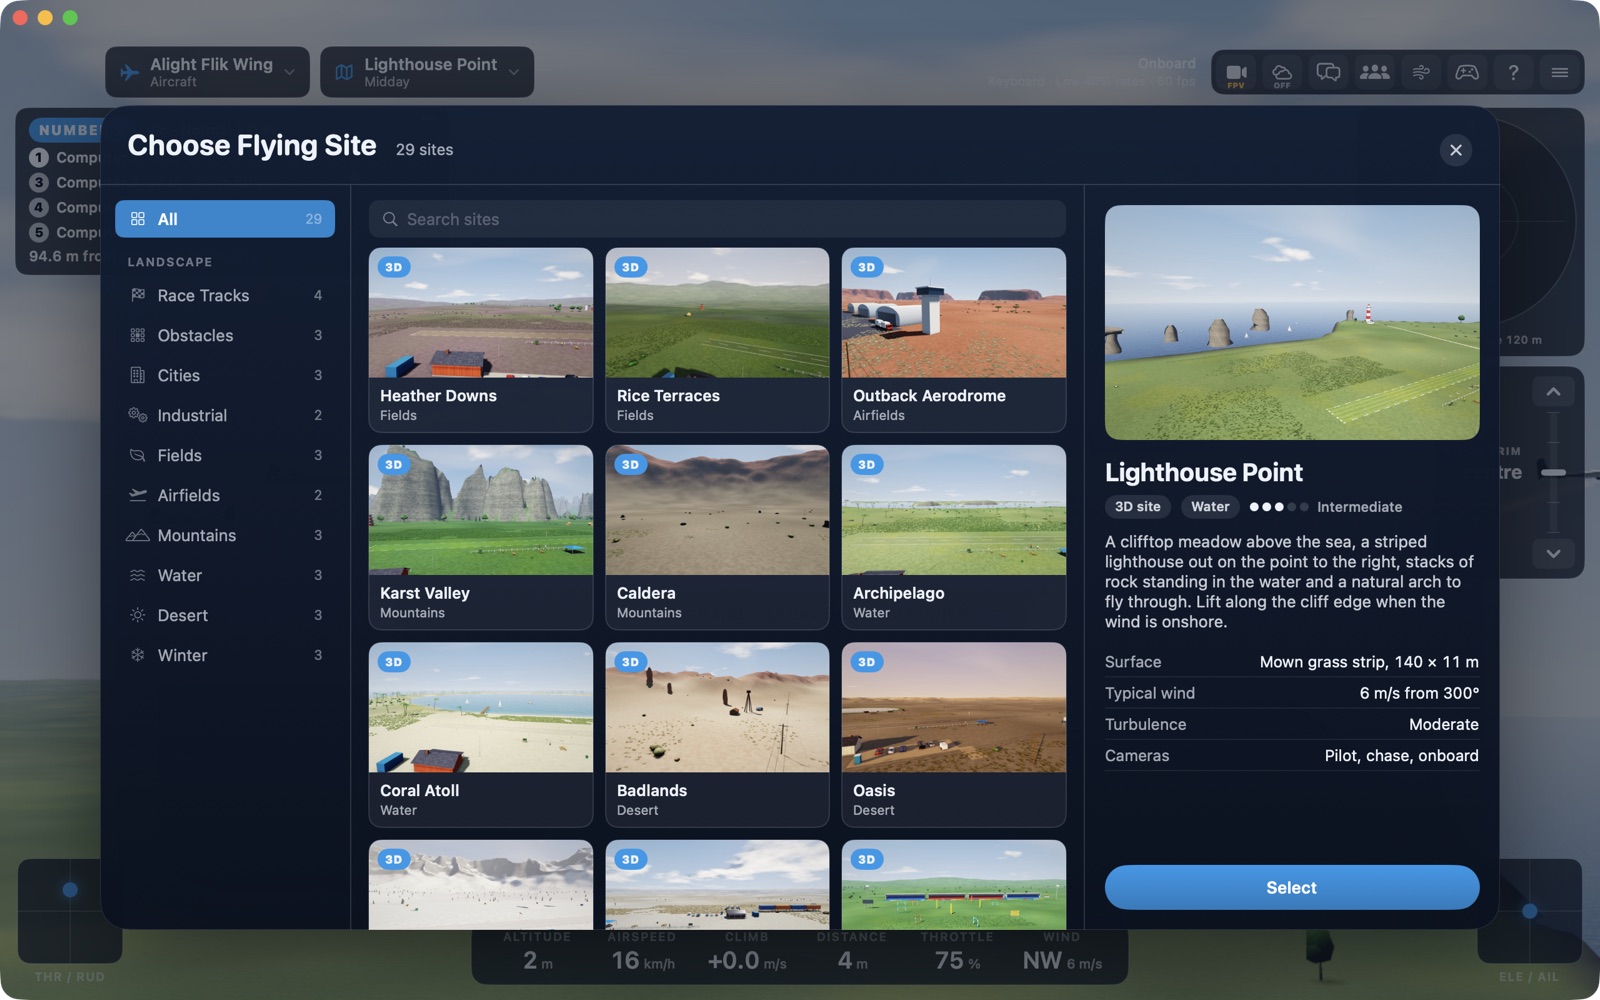 Alight Flik Wing
Aircraft
Lighthouse Point
Midday
Onboard
FPV
OFF
?
NUMBE
1 Compu
3 Compu
4 Compu
5 Compu
94.6 m fro
Choose Flying Site
29 sites
All 29
LANDSCAPE
Race Tracks 4
Obstacles 3
Cities 3
Industrial 2
Fields 3
Airfields 2
Mountains 3
Water 3
Desert 3
Winter 3
Search sites
3D
Heather Downs
Fields
3D
Rice Terraces
Fields
3D
Outback Aerodrome
Airfields
3D
Karst Valley
Mountains
3D
Caldera
Mountains
3D
Archipelago
Water
3D
Coral Atoll
Water
3D
Badlands
Desert
3D
Oasis
Desert
3D
3D
3D
Lighthouse Point
3D site Water Intermediate
A clifftop meadow above the sea, a striped
lighthouse out on the point to the right, stacks of
rock standing in the water and a natural arch to
fly through. Lift along the cliff edge when the
wind is onshore.
Surface Mown grass strip, 140 × 11 m
Typical wind 6 m/s from 300°
Turbulence Moderate
Cameras Pilot, chase, onboard
Select
120 m
RIM
tre
ALTITUDE AIRSPEED CLIMB DISTANCE THROTTLE WIND
2 m 16 km/h +0.0 m/s 4 m 75 % NW 6 m/s
THR / RUD
ELE / AIL